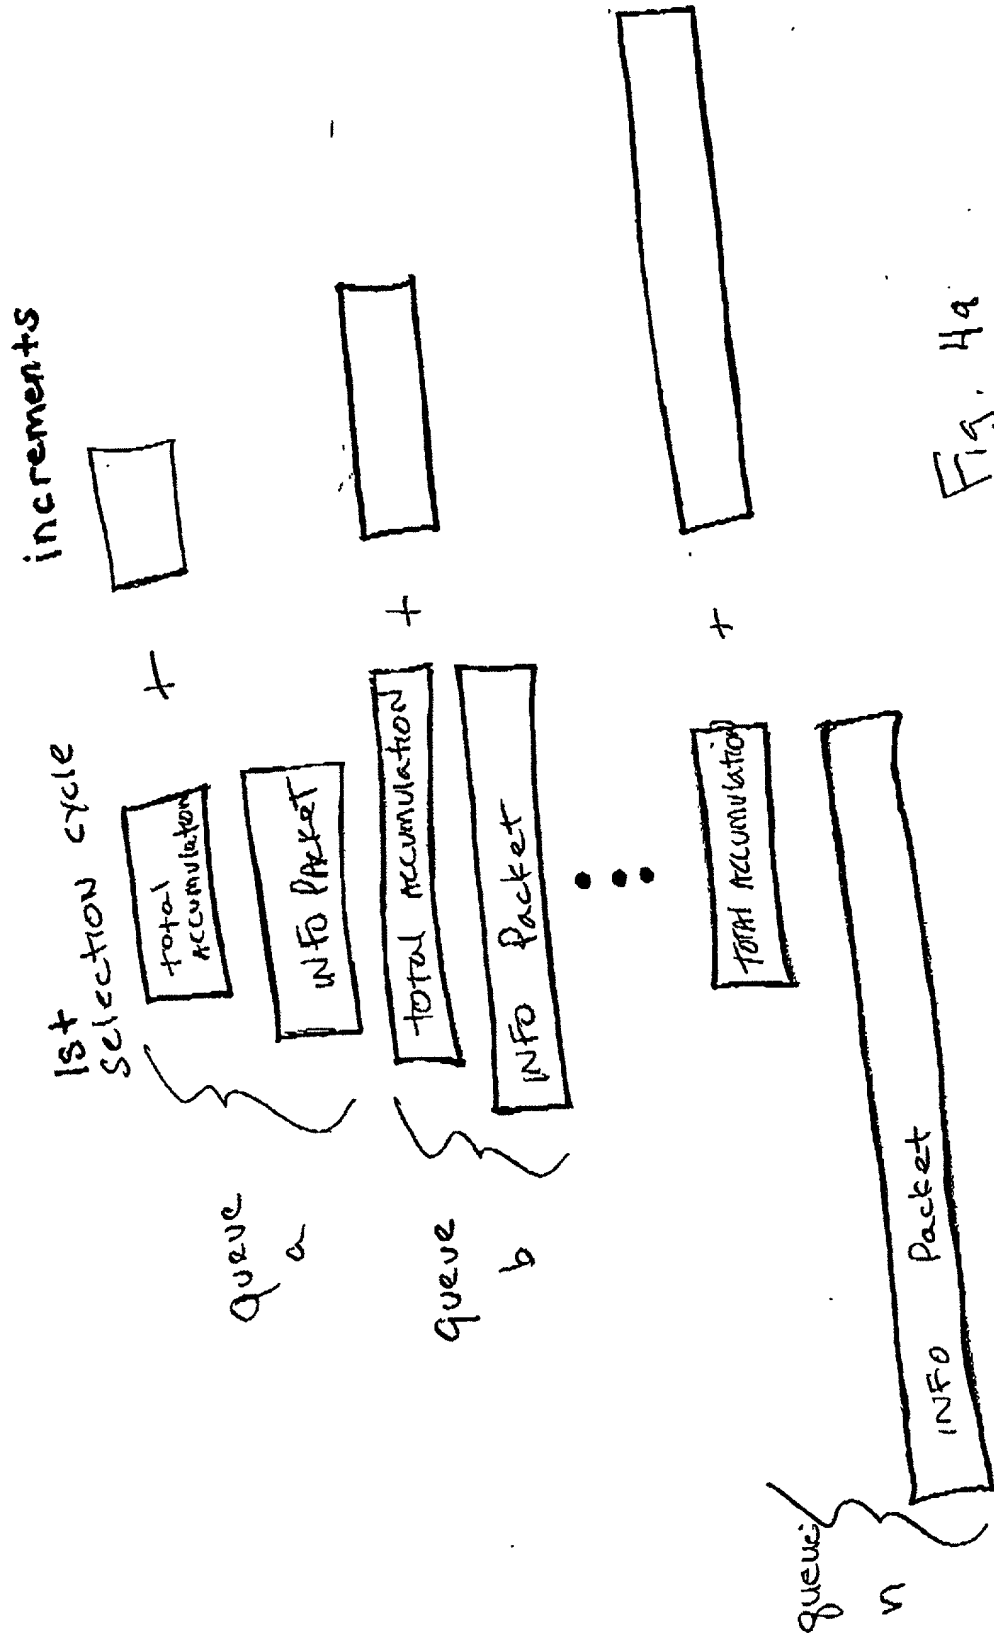 1st
selection cycle
increments
queue
a
total
Accumulation
+
INFO PAcket
queue
b
total Accumulation
+
INFO Packet
queue
n
TOTAL Accumulation
+
INFO Packet
Fig. 4a